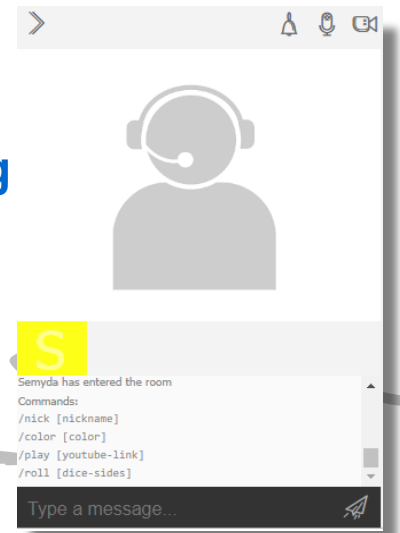 g
S
Semyda has entered the room
Commands:
/nick [nickname]
/color [color]
/play [youtube-link]
/roll [dice-sides]
Type a message...